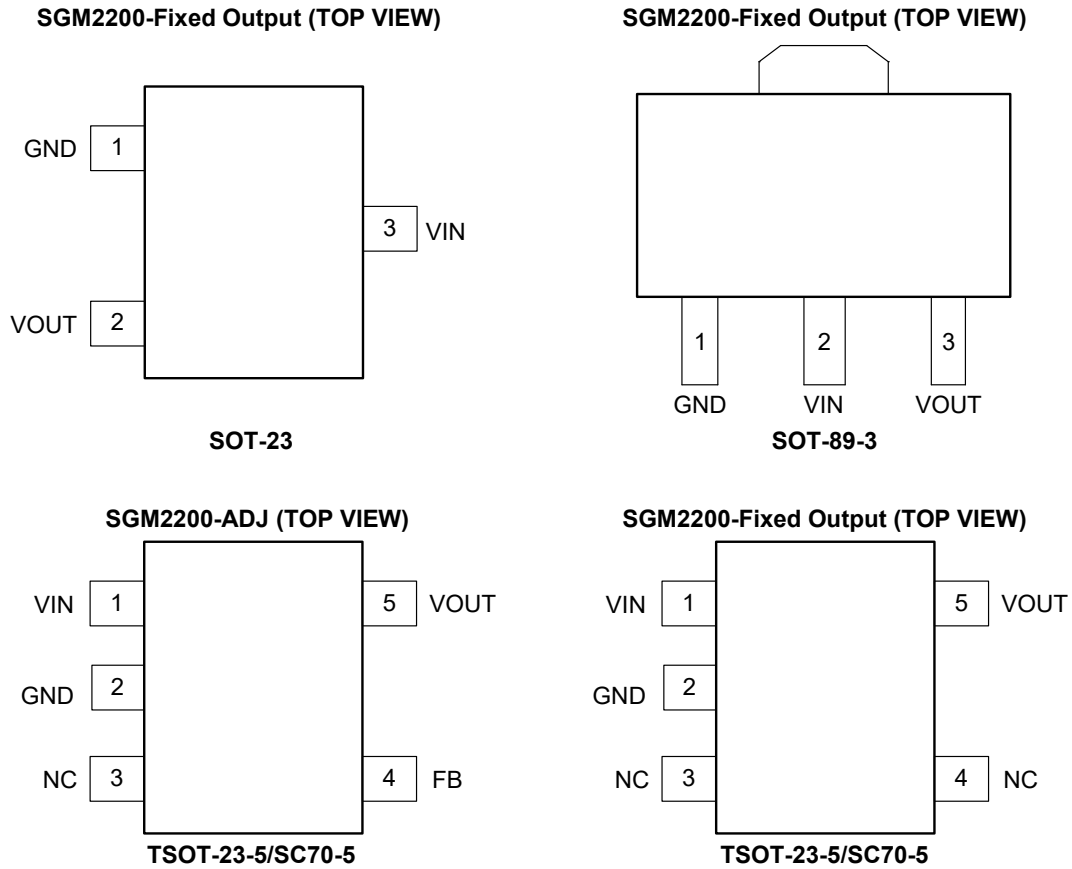 SGM2200-Fixed Output (TOP VIEW)
GND 1
3 VIN
VOUT 2
SOT-23
SGM2200-Fixed Output (TOP VIEW)
1 2 3
GND VIN VOUT
SOT-89-3
SGM2200-ADJ (TOP VIEW)
VIN 1 5 VOUT
GND 2
NC 3 4 FB
TSOT-23-5/SC70-5
SGM2200-Fixed Output (TOP VIEW)
VIN 1 5 VOUT
GND 2
NC 3 4 NC
TSOT-23-5/SC70-5